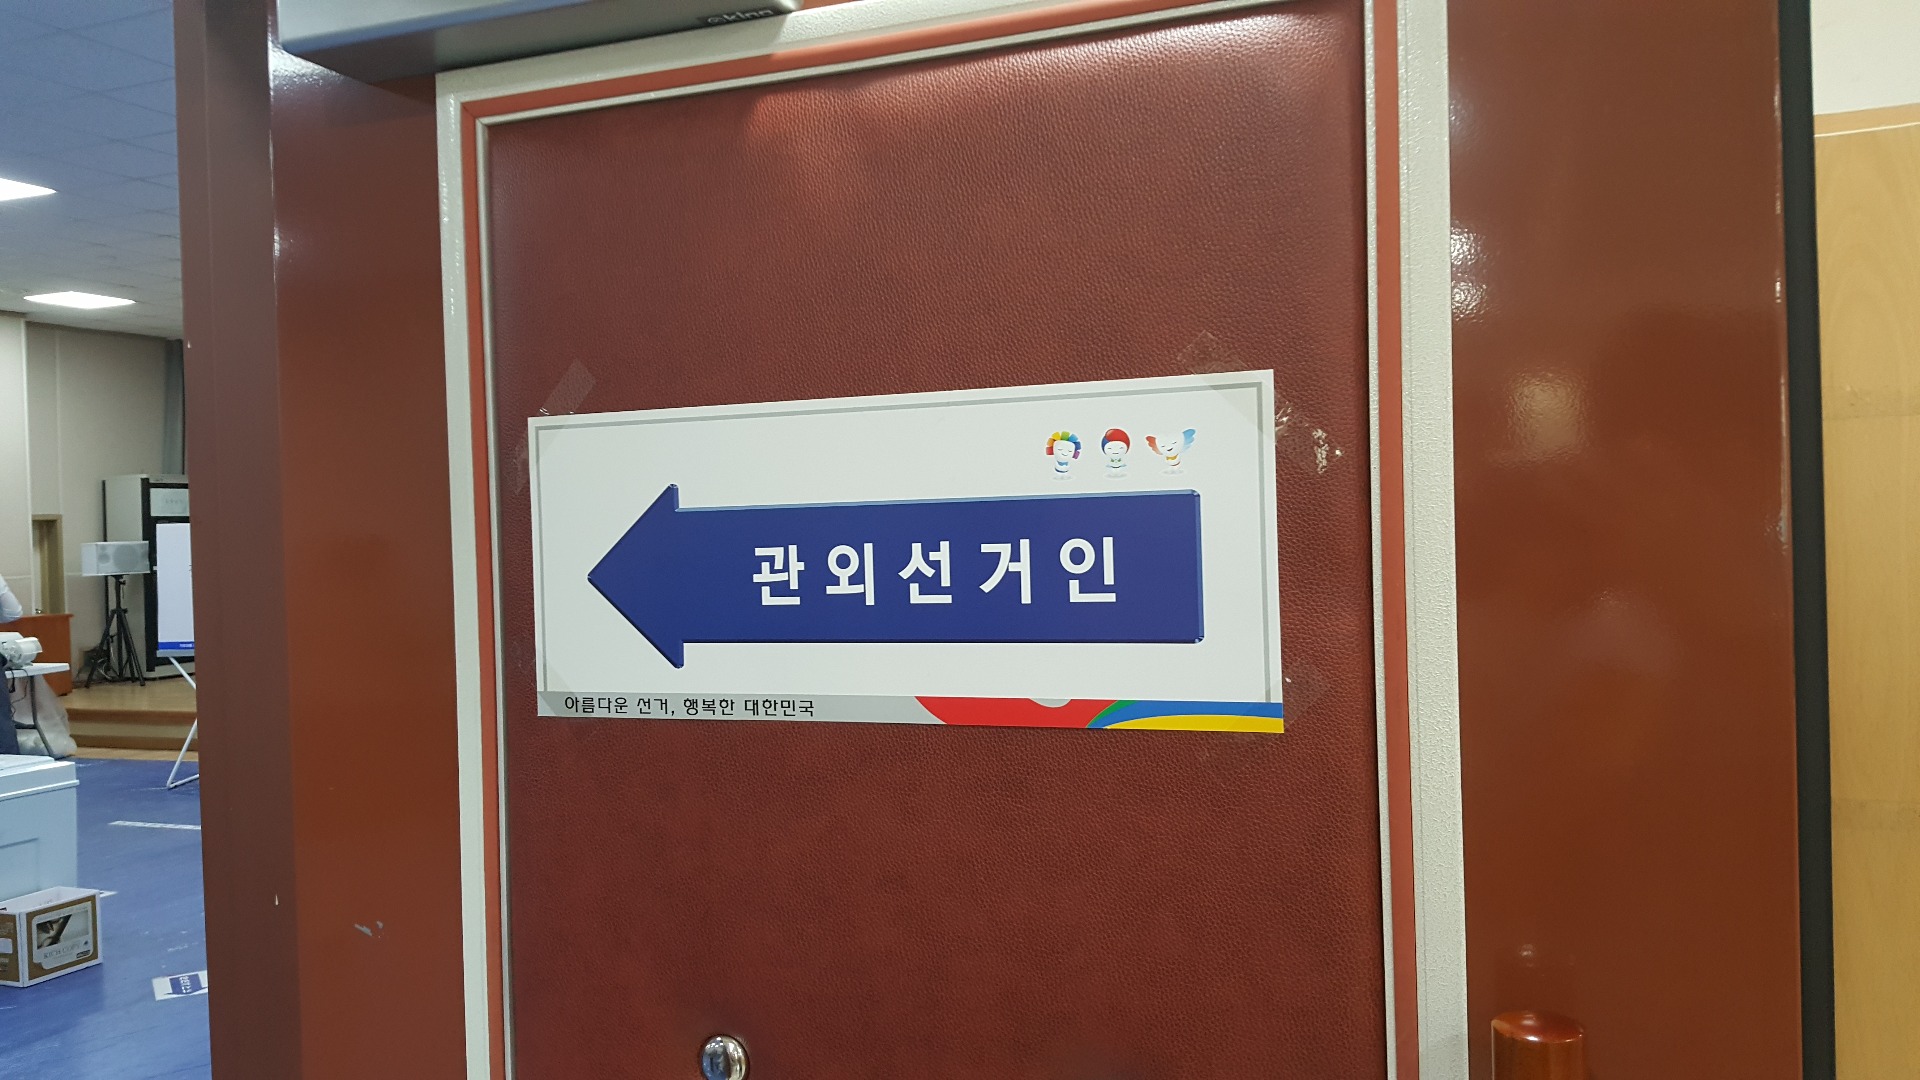 관외선거인
아름다운 선거, 행복한 대한민국